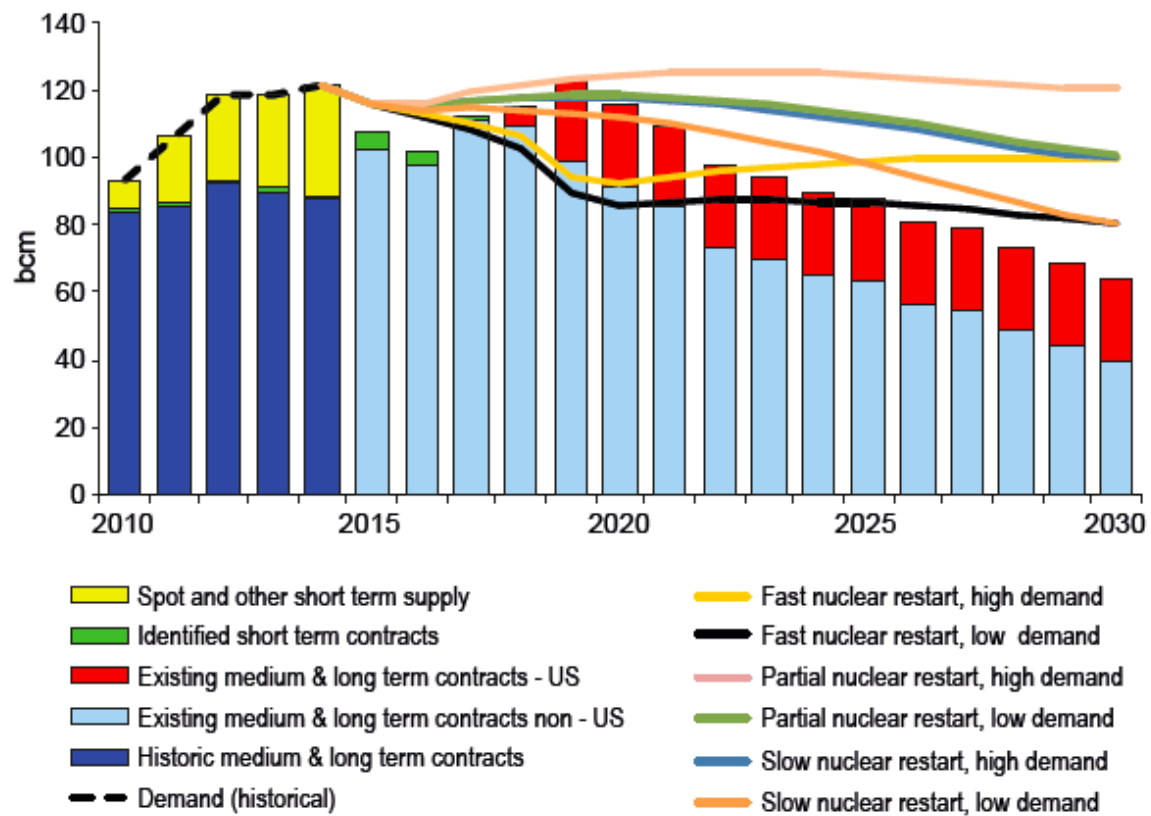 140
120
100
80
60
40
20
0
bcm
2010 2015 2020 2025 2030
Spot and other short term supply
Identified short term contracts
Existing medium & long term contracts - US
Existing medium & long term contracts non - US
Historic medium & long term contracts
Demand (historical)
Fast nuclear restart, high demand
Fast nuclear restart, low demand
Partial nuclear restart, high demand
Partial nuclear restart, low demand
Slow nuclear restart, high demand
Slow nuclear restart, low demand